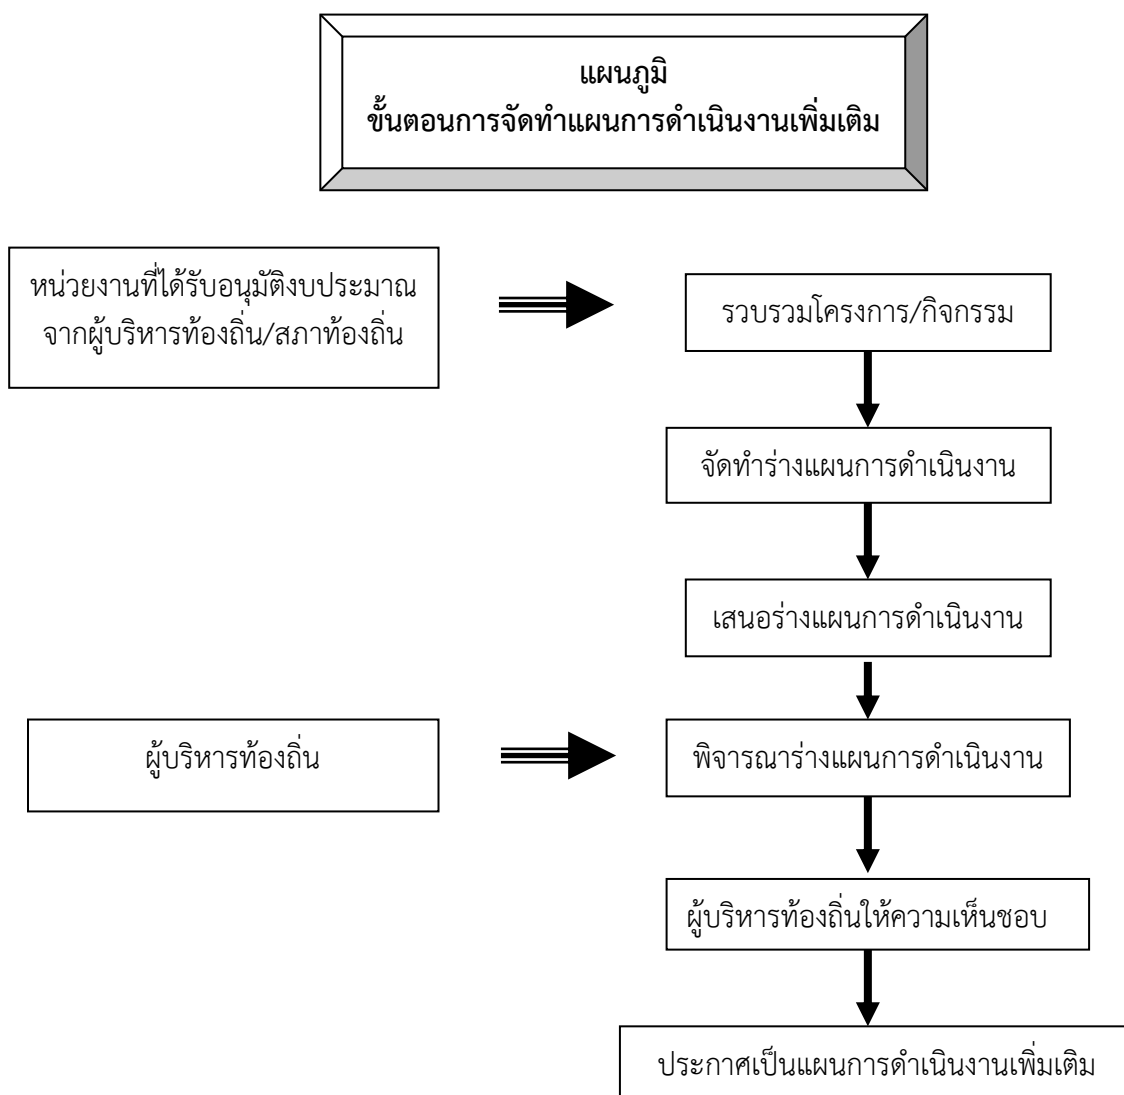 แผนภูมิ
ขั้นตอนการจัดทำแผนการดำเนินงานเพิ่มเติม
หน่วยงานที่ได้รับอนุมัติงบประมาณ
จากผู้บริหารท้องถิ่น/สภาท้องถิ่น
รวบรวมโครงการ/กิจกรรม
จัดทำร่างแผนการดำเนินงาน
เสนอร่างแผนการดำเนินงาน
ผู้บริหารท้องถิ่น
พิจารณาร่างแผนการดำเนินงาน
ผู้บริหารท้องถิ่นให้ความเห็นชอบ
ประกาศเป็นแผนการดำเนินงานเพิ่มเติม